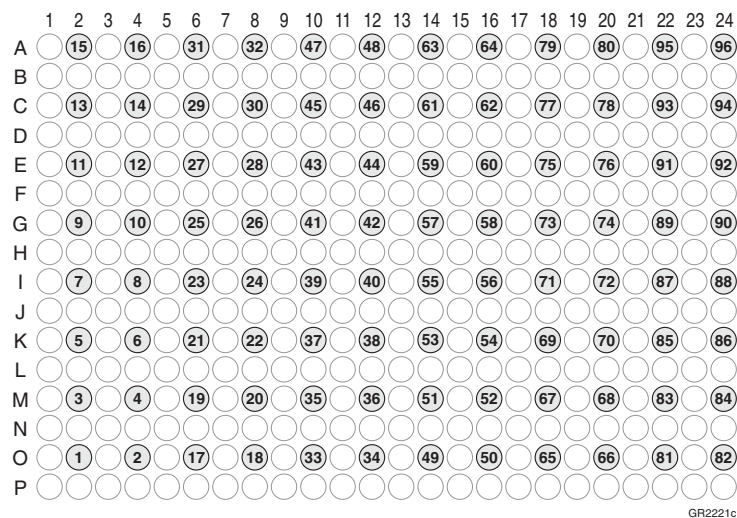 1 2 3 4 5 6 7 8 9 10 11 12 13 14 15 16 17 18 19 20 21 22 23 24
A 15 16 31 32 47 48 63 64 79 80 95 96
B
C 13 14 29 30 45 46 61 62 77 78 93 94
D
E 11 12 27 28 43 44 59 60 75 76 91 92
F
G 9 10 25 26 41 42 57 58 73 74 89 90
H
I 7 8 23 24 39 40 55 56 71 72 87 88
J
K 5 6 21 22 37 38 53 54 69 70 85 86
L
M 3 4 19 20 35 36 51 52 67 68 83 84
N
O 1 2 17 18 33 34 49 50 65 66 81 82
P
GR2221c